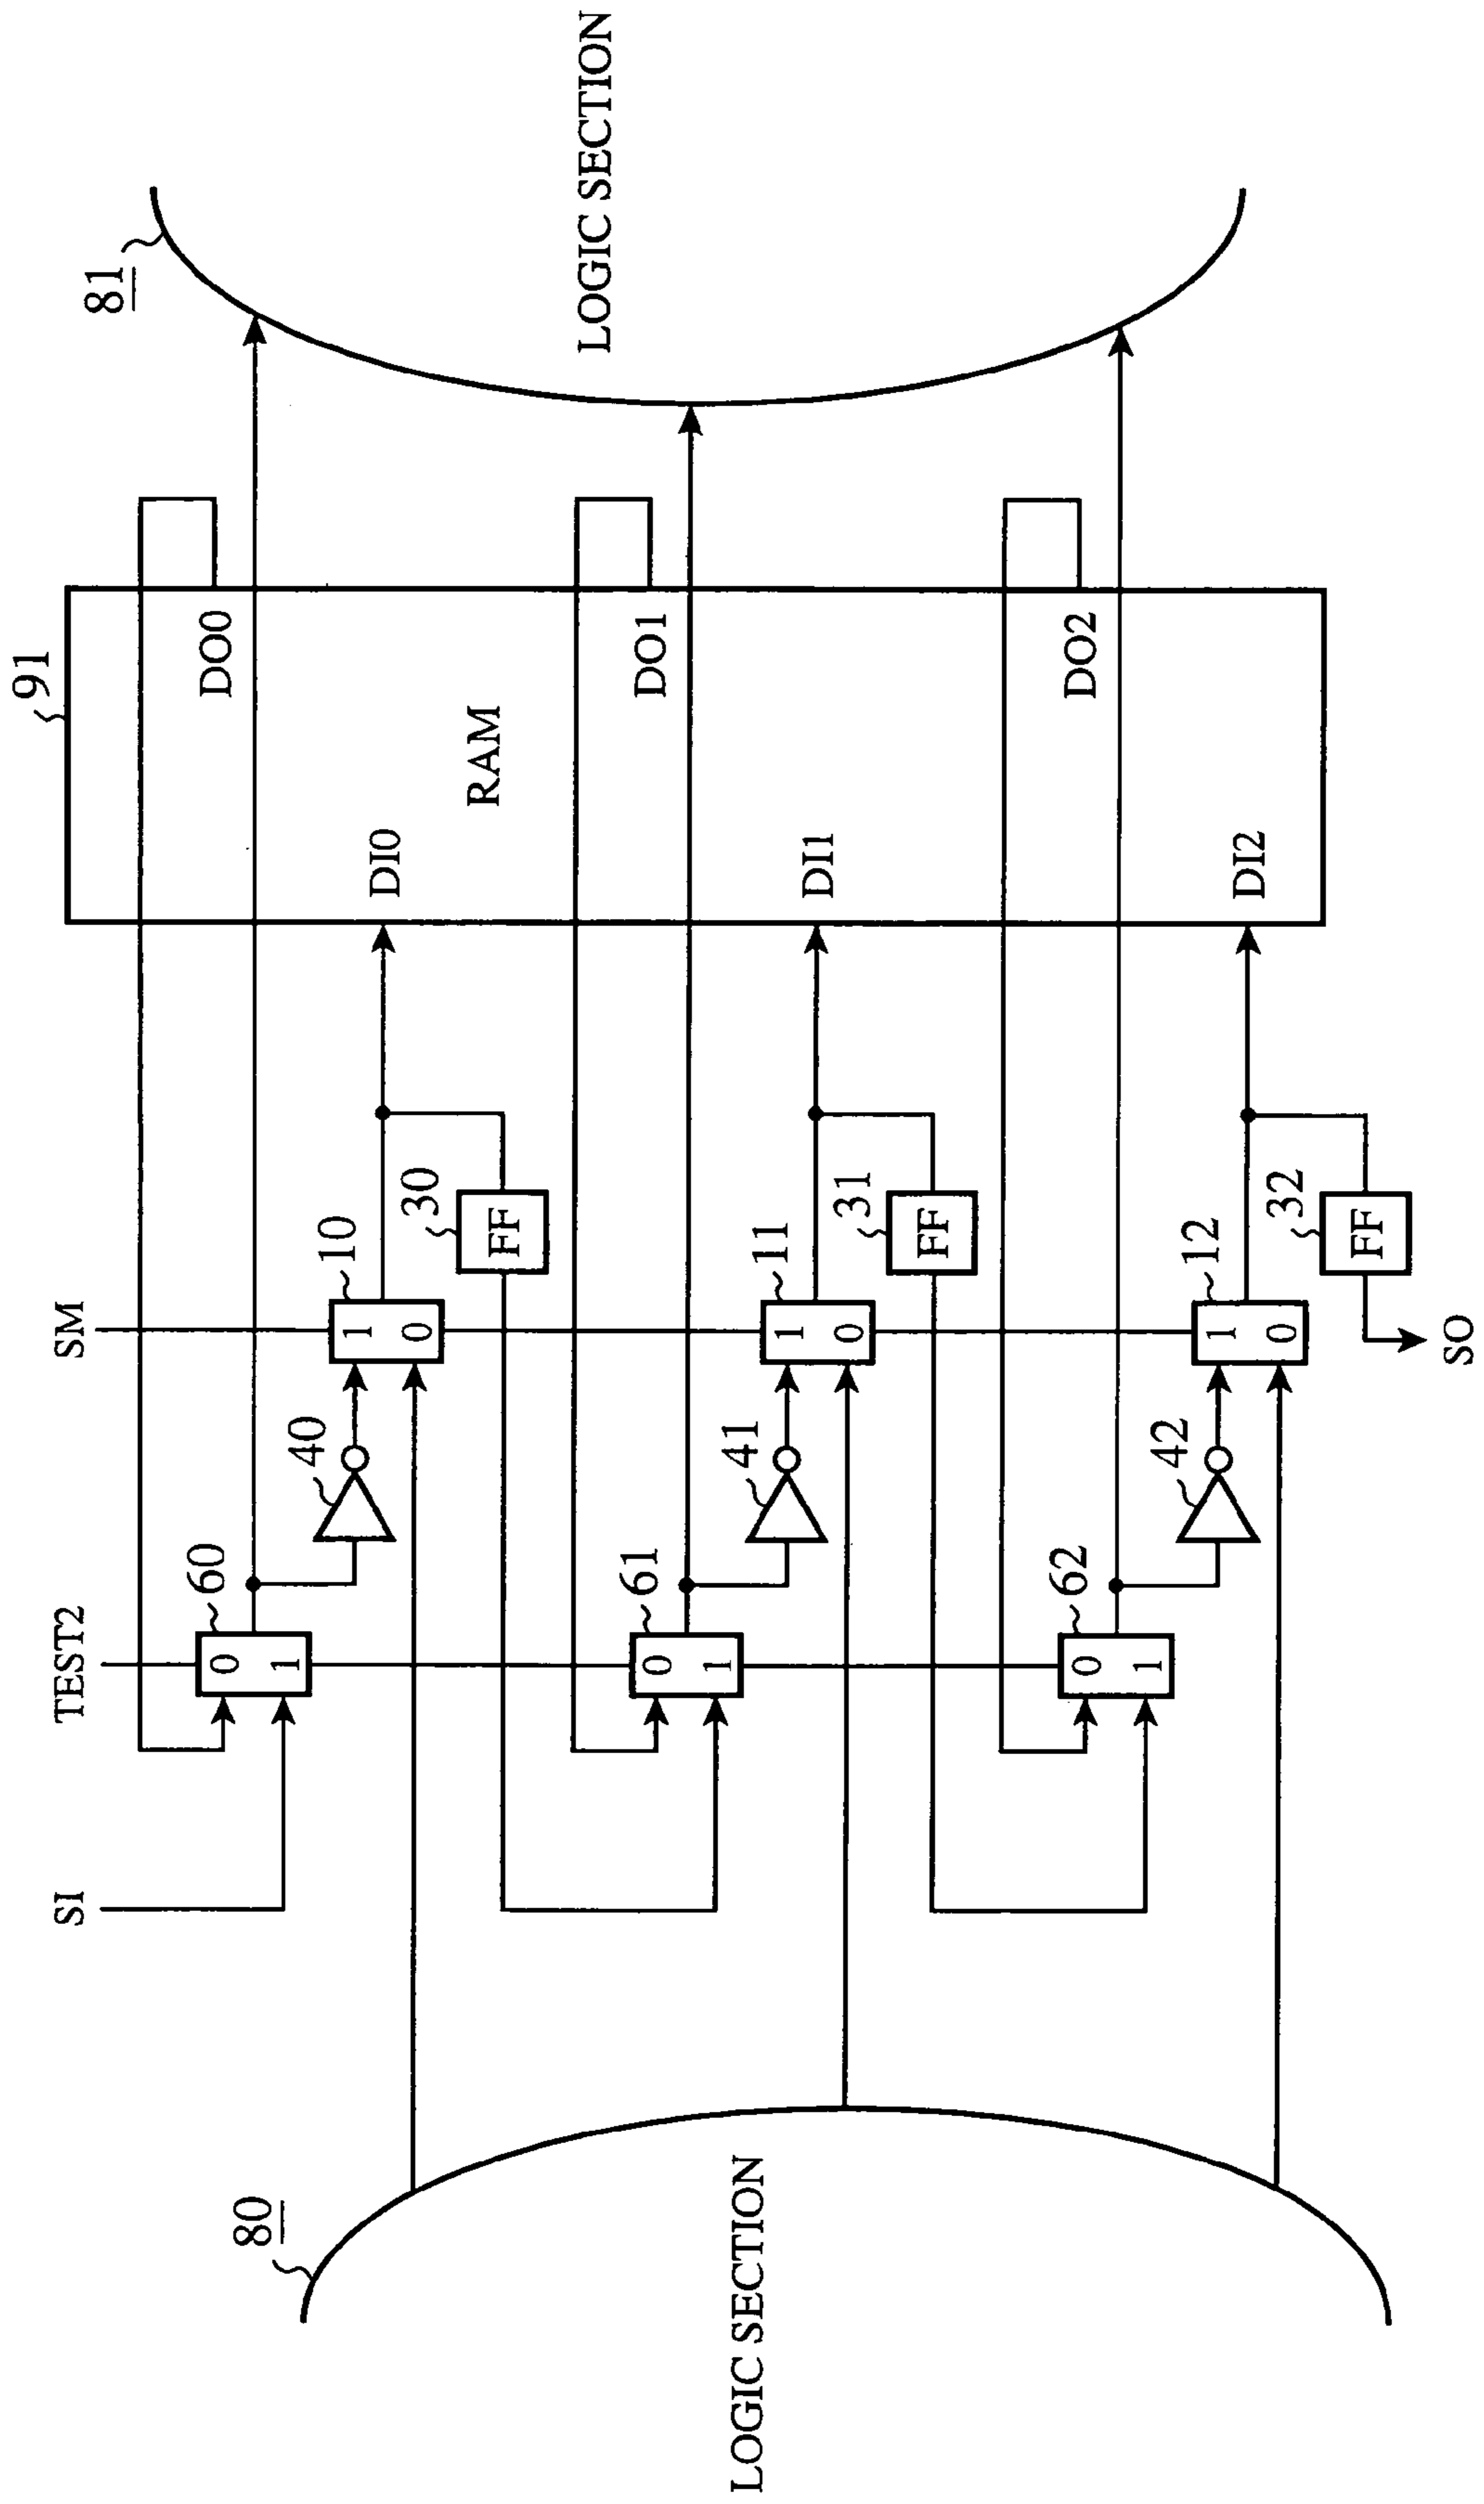 SI
TEST2
SM
91
81
80
60
40
10
30
DI0
DO0
RAM
LOGIC SECTION
LOGIC SECTION
0
1
1
0
FF
61
41
11
31
DI1
DO1
0
1
1
0
FF
62
42
12
32
DI2
DO2
0
1
1
0
FF
SO